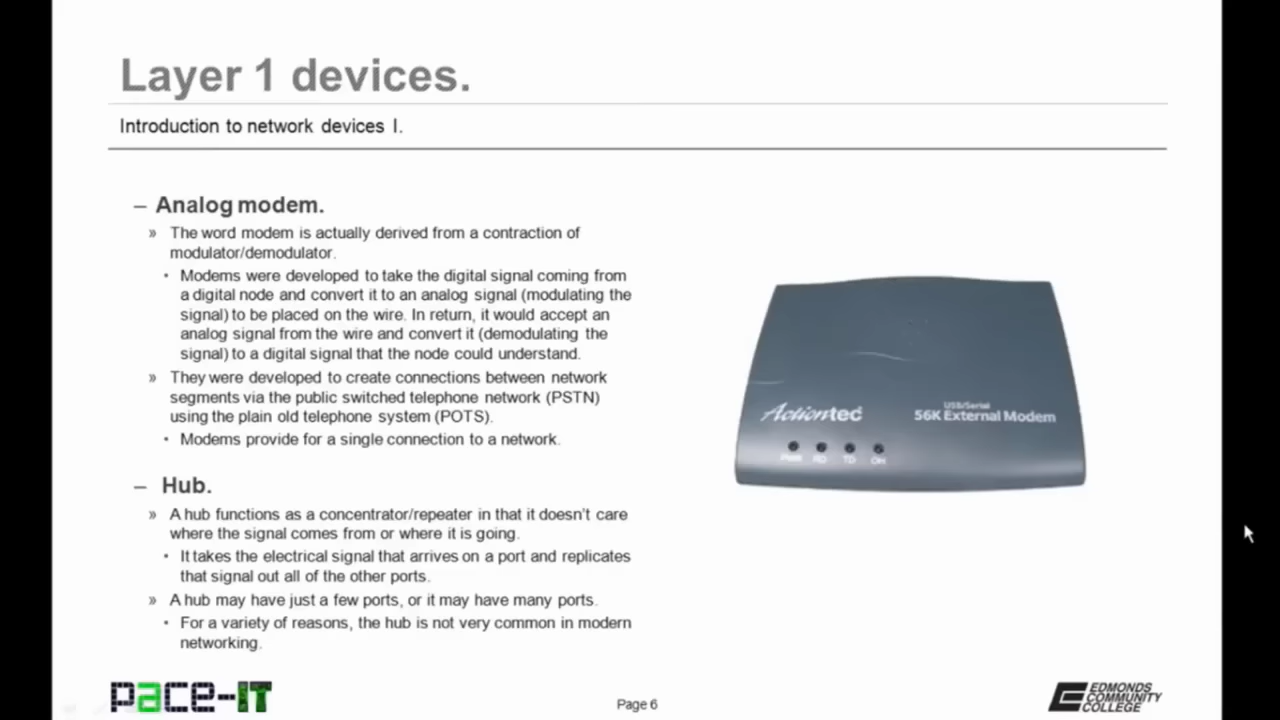 Layer 1 devices.
Introduction to network devices I.
– Analog modem.
» The word modem is actually derived from a contraction of
modulator/demodulator.
• Modems were developed to take the digital signal coming from
a digital node and convert it to an analog signal (modulating the
signal) to be placed on the wire. In return, it would accept an
analog signal from the wire and convert it (demodulating the
signal) to a digital signal that the node could understand.
» They were developed to create connections between network
segments via the public switched telephone network (PSTN)
using the plain old telephone system (POTS).
• Modems provide for a single connection to a network.
– Hub.
» A hub functions as a concentrator/repeater in that it doesn't care
where the signal comes from or where it is going.
• It takes the electrical signal that arrives on a port and replicates
that signal out all of the other ports.
» A hub may have just a few ports, or it may have many ports.
• For a variety of reasons, the hub is not very common in modern
networking.
Actiontec
USB/Serial
56K External Modem
PWR RD TD OH
pace-IT
Page 6
EDMONDS
COMMUNITY
COLLEGE